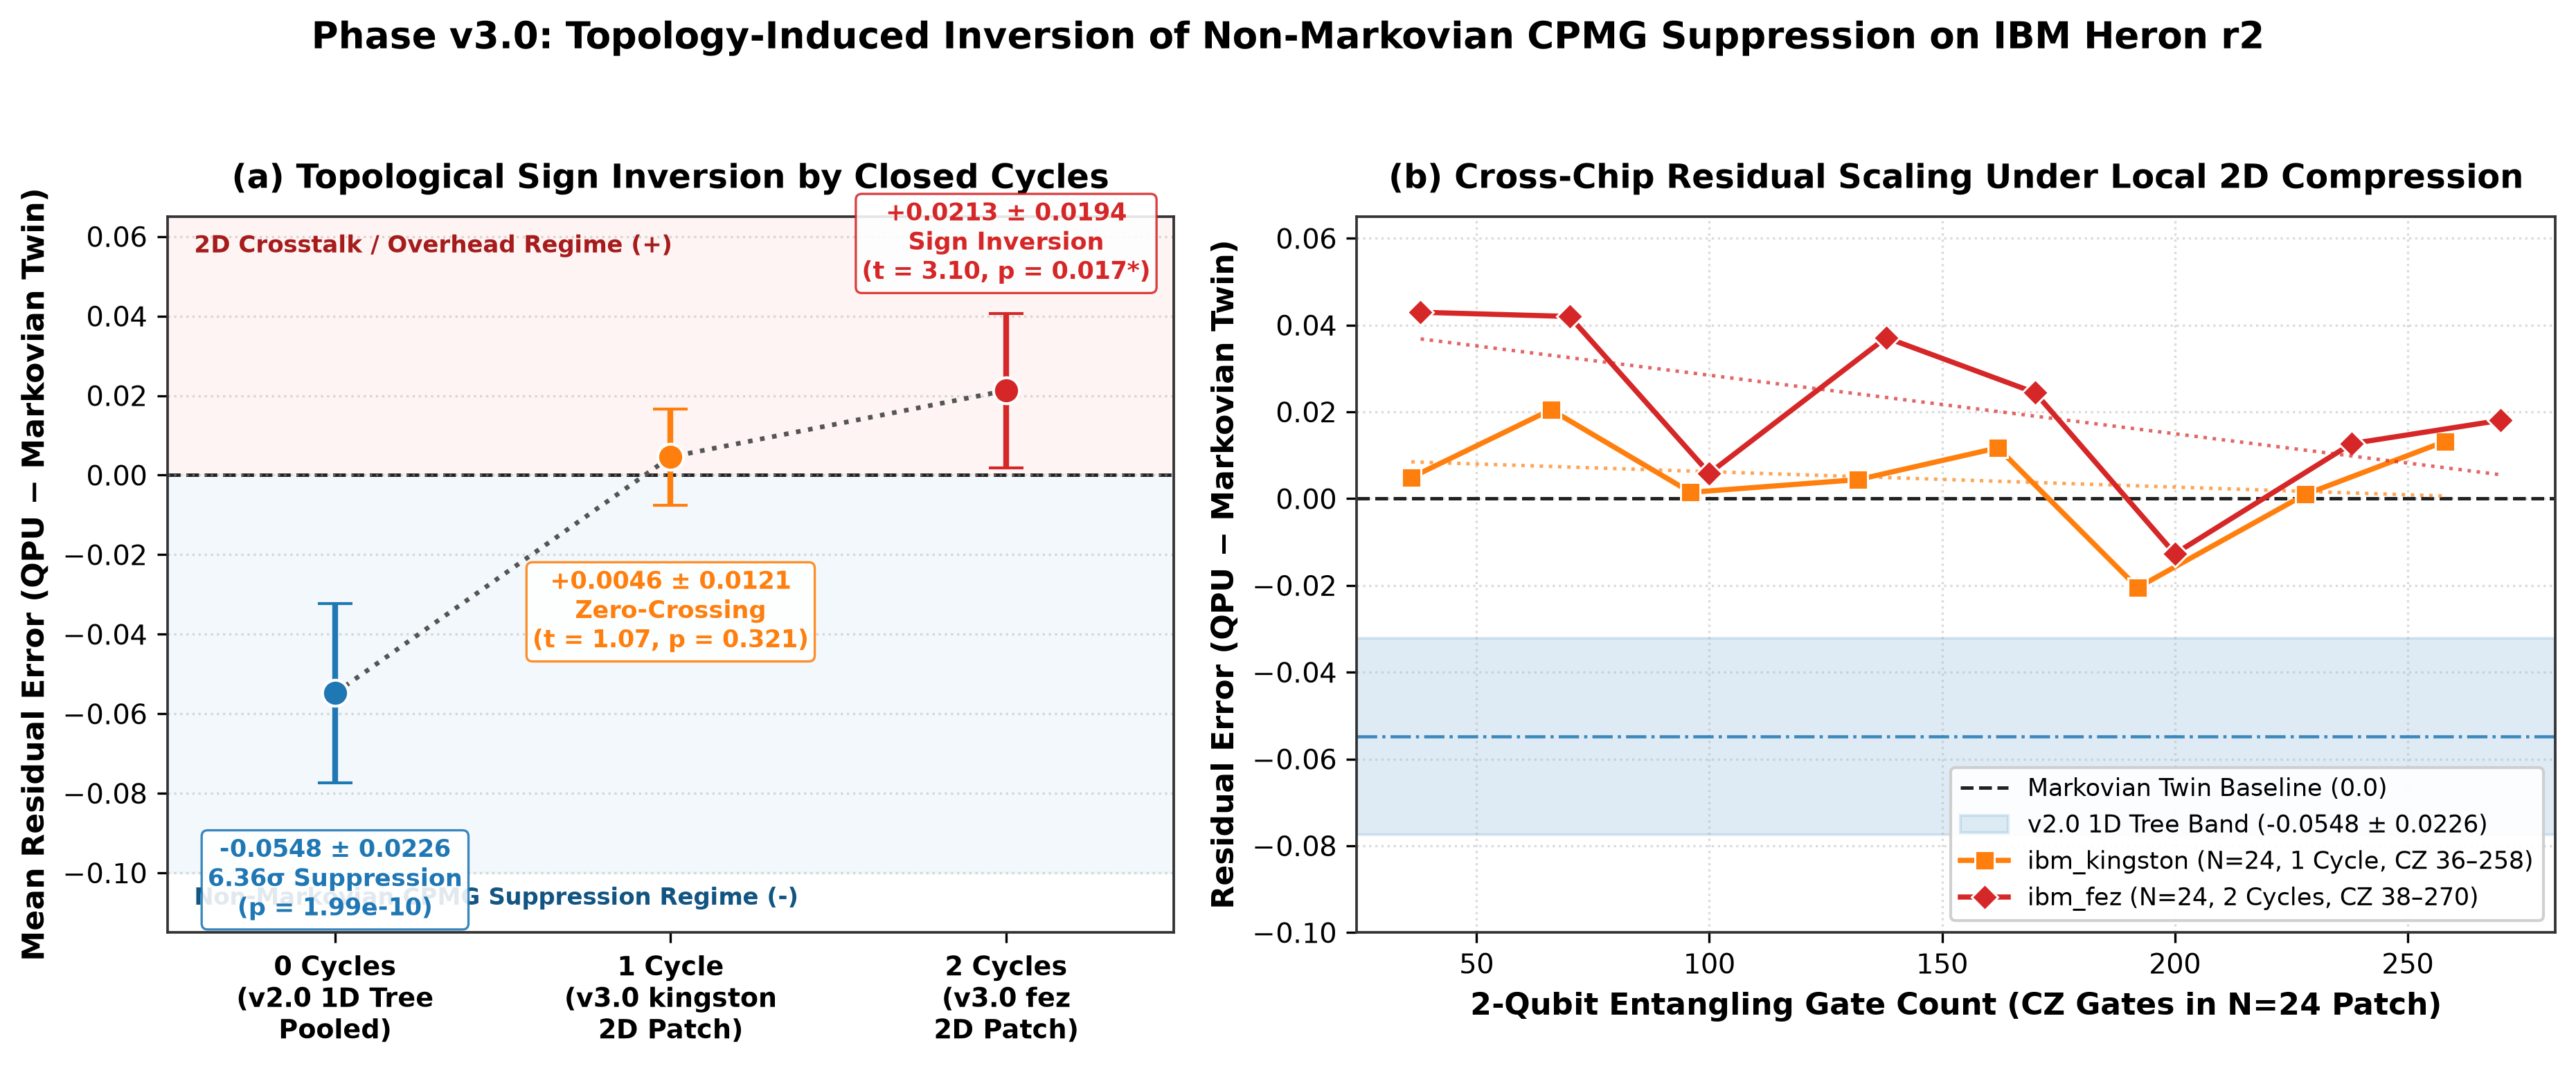 Phase v3.0: Topology-Induced Inversion of Non-Markovian CPMG Suppression on IBM Heron r2
(a) Topological Sign Inversion by Closed Cycles
Mean Residual Error (QPU − Markovian Twin)
0.06
0.04
0.02
0.00
−0.02
−0.04
−0.06
−0.08
−0.10
2D Crosstalk / Overhead Regime (+)
+0.0213 ± 0.0194
Sign Inversion
(t = 3.10, p = 0.017*)
+0.0046 ± 0.0121
Zero-Crossing
(t = 1.07, p = 0.321)
-0.0548 ± 0.0226
6.36σ Suppression
(p = 1.99e-10)
Non-Markovian CPMG Suppression Regime (-)
0 Cycles
(v2.0 1D Tree
Pooled)
1 Cycle
(v3.0 kingston
2D Patch)
2 Cycles
(v3.0 fez
2D Patch)
(b) Cross-Chip Residual Scaling Under Local 2D Compression
Residual Error (QPU − Markovian Twin)
0.06
0.04
0.02
0.00
−0.02
−0.04
−0.06
−0.08
−0.10
Markovian Twin Baseline (0.0)
v2.0 1D Tree Band (-0.0548 ± 0.0226)
ibm_kingston (N=24, 1 Cycle, CZ 36–258)
ibm_fez (N=24, 2 Cycles, CZ 38–270)
50
100
150
200
250
2-Qubit Entangling Gate Count (CZ Gates in N=24 Patch)